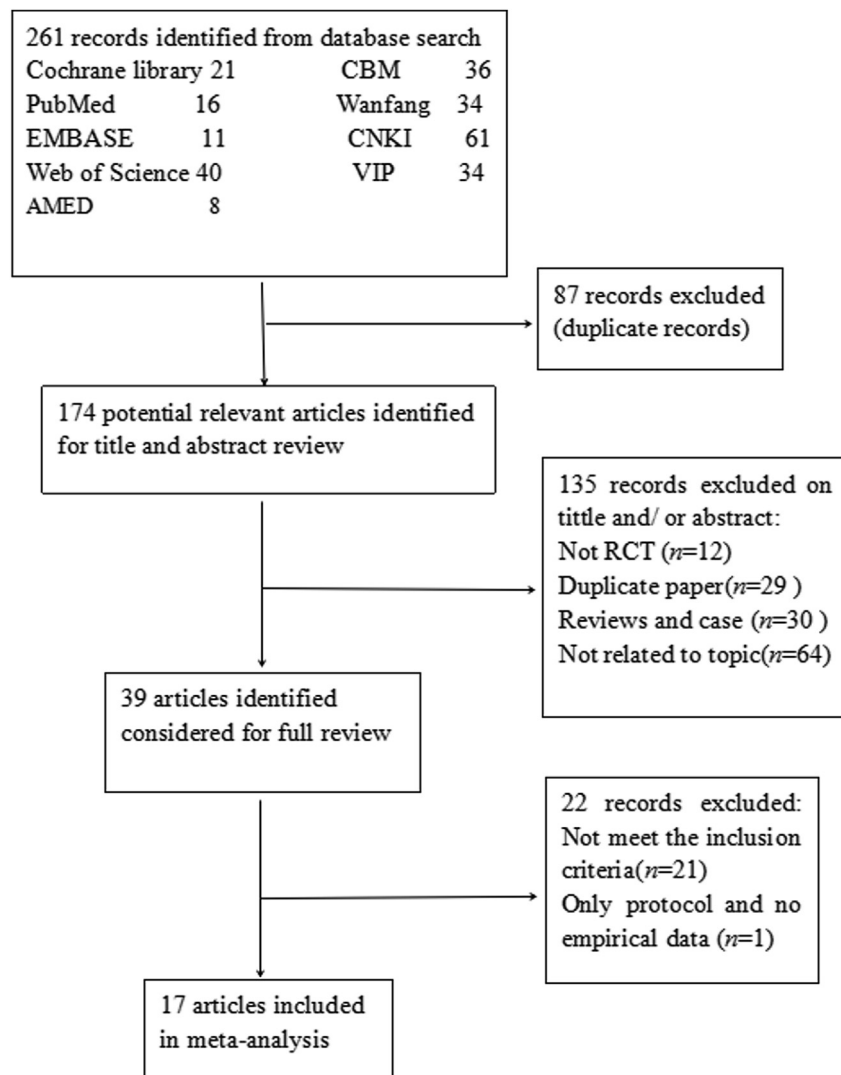 261 records identified from database search
Cochrane library 21 CBM 36
PubMed 16 Wanfang 34
EMBASE 11 CNKI 61
Web of Science 40 VIP 34
AMED 8
87 records excluded
(duplicate records)
174 potential relevant articles identified
for title and abstract review
135 records excluded on
tittle and/ or abstract:
Not RCT (n=12)
Duplicate paper(n=29 )
Reviews and case (n=30 )
Not related to topic(n=64)
39 articles identified
considered for full review
22 records excluded:
Not meet the inclusion
criteria(n=21)
Only protocol and no
empirical data (n=1)
17 articles included
in meta-analysis